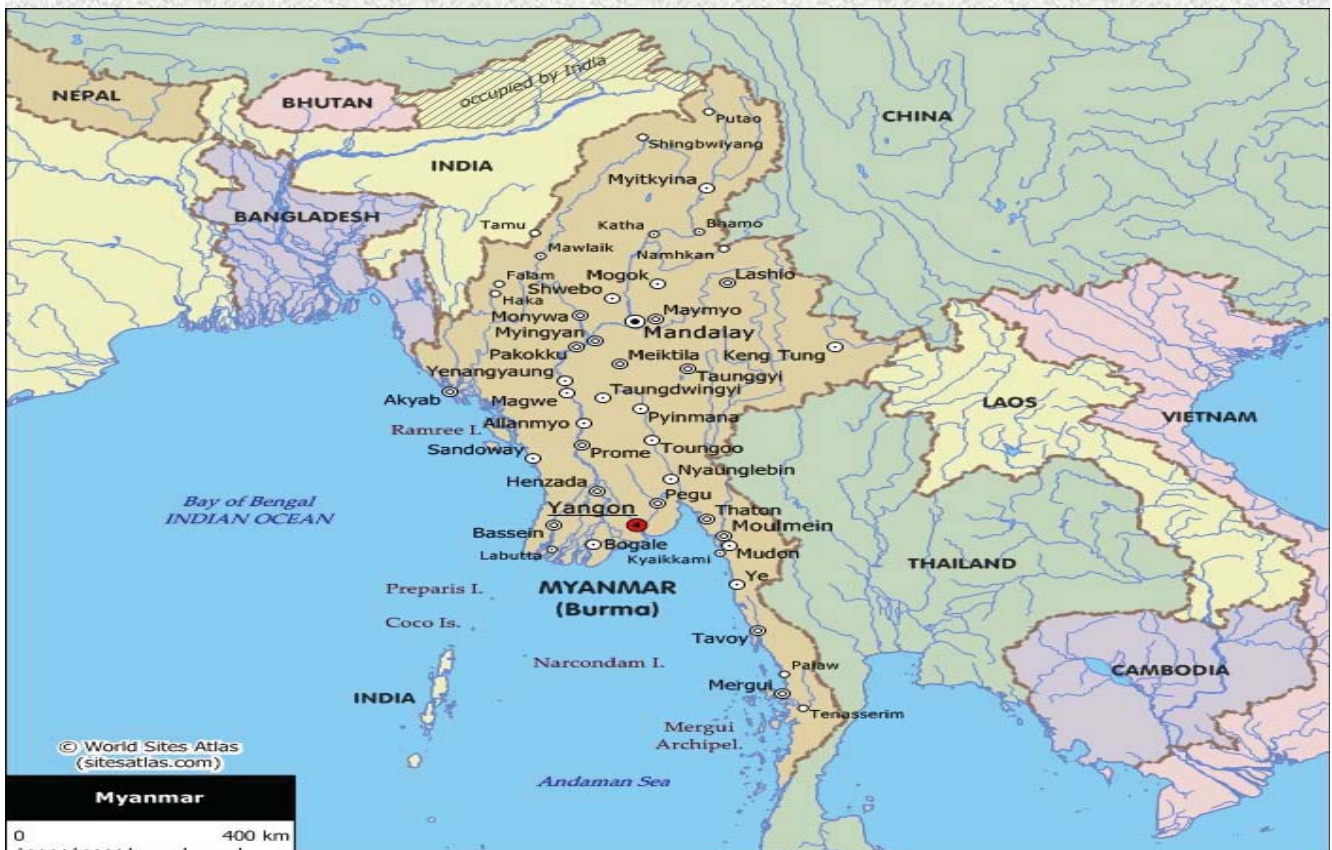 NEPAL
BHUTAN
occupied by India
CHINA
Putao
Shingbwiyang
INDIA
Myitkyina
BANGLADESH
Tamu
Katha
Bhamo
Mawlaik
Namhkan
Falam
Mogok
Lashio
Shwebo
Haka
Monywa
Maymyo
Mandalay
Myingyan
Pakokku
Meiktila
Keng Tung
Yenangyaung
Taunggyi
Taungdwingyi
Akyab
Magwe
LAOS
Pyinmana
VIETNAM
Allanmyo
Ramree I.
Sandoway
Prome
Toungoo
Nyaunglebin
Henzada
Pegu
Bay of Bengal
INDIAN OCEAN
Yangon
Thaton
Bassein
Moulmein
Labutta
Bogale
Kyaikkami
Mudon
THAILAND
MYANMAR
(Burma)
Ye
Preparis I.
Coco Is.
Tavoy
Narcondam I.
Palaw
CAMBODIA
INDIA
Mergui
Tenasserim
Mergui
Archipel.
© World Sites Atlas
(sitesatlas.com)
Andaman Sea
Myanmar
0 400 km